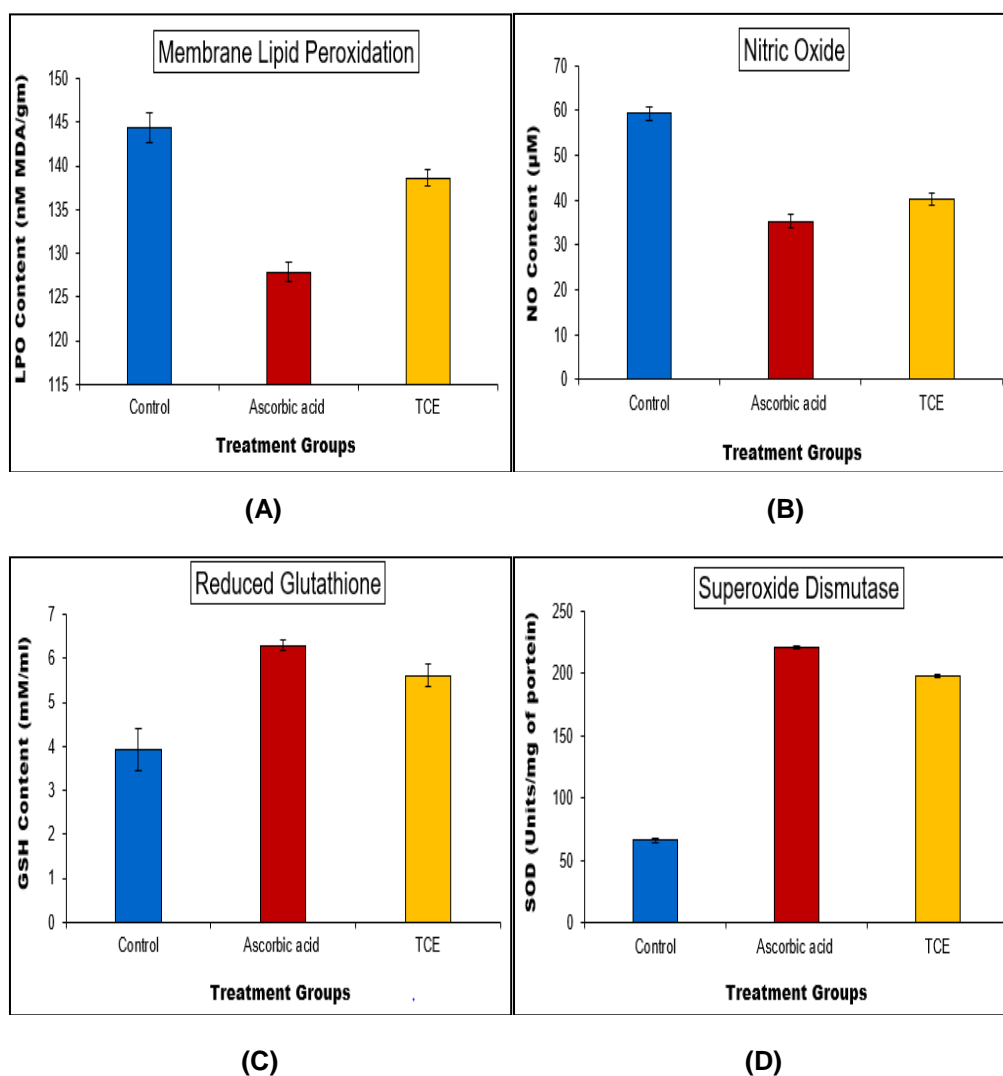 Membrane Lipid Peroxidation
150
145
140
135
130
125
120
115
LPO Content (nM MDA/gm)
Control Ascorbic acid TCE
Treatment Groups
(A)
Nitric Oxide
70
60
50
40
30
20
10
0
NO Content (µM)
Control Ascorbic acid TCE
Treatment Groups
(B)
Reduced Glutathione
7
6
5
4
3
2
1
0
GSH Content (mM/ml)
Control Ascorbic acid TCE
Treatment Groups
(C)
Superoxide Dismutase
250
200
150
100
50
0
SOD (Units/mg of portein)
Control Ascorbic acid TCE
Treatment Groups
(D)